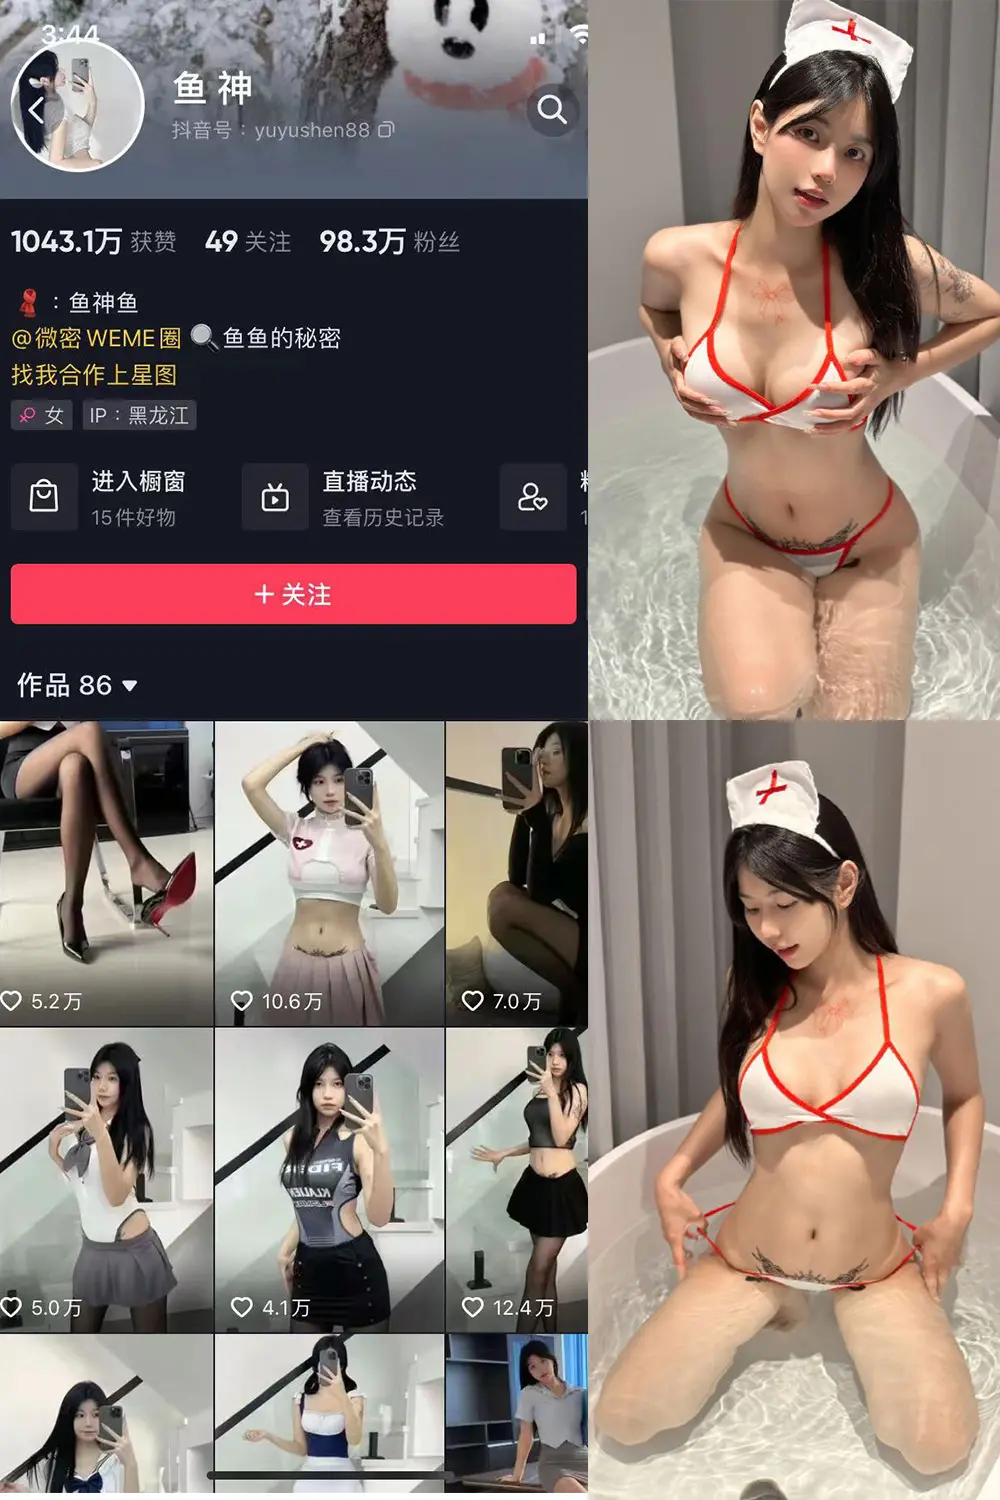 3:44
鱼 神
抖音号：yuyushen88
1043.1万 获赞 49 关注 98.3万 粉丝
：鱼神鱼
@微密 WEME圈 🔍鱼鱼的秘密
找我合作上星图
女 IP：黑龙江
进入橱窗 直播动态
15件好物 查看历史记录
+ 关注
作品 86
5.2万 10.6万 7.0万
5.0万 4.1万 12.4万